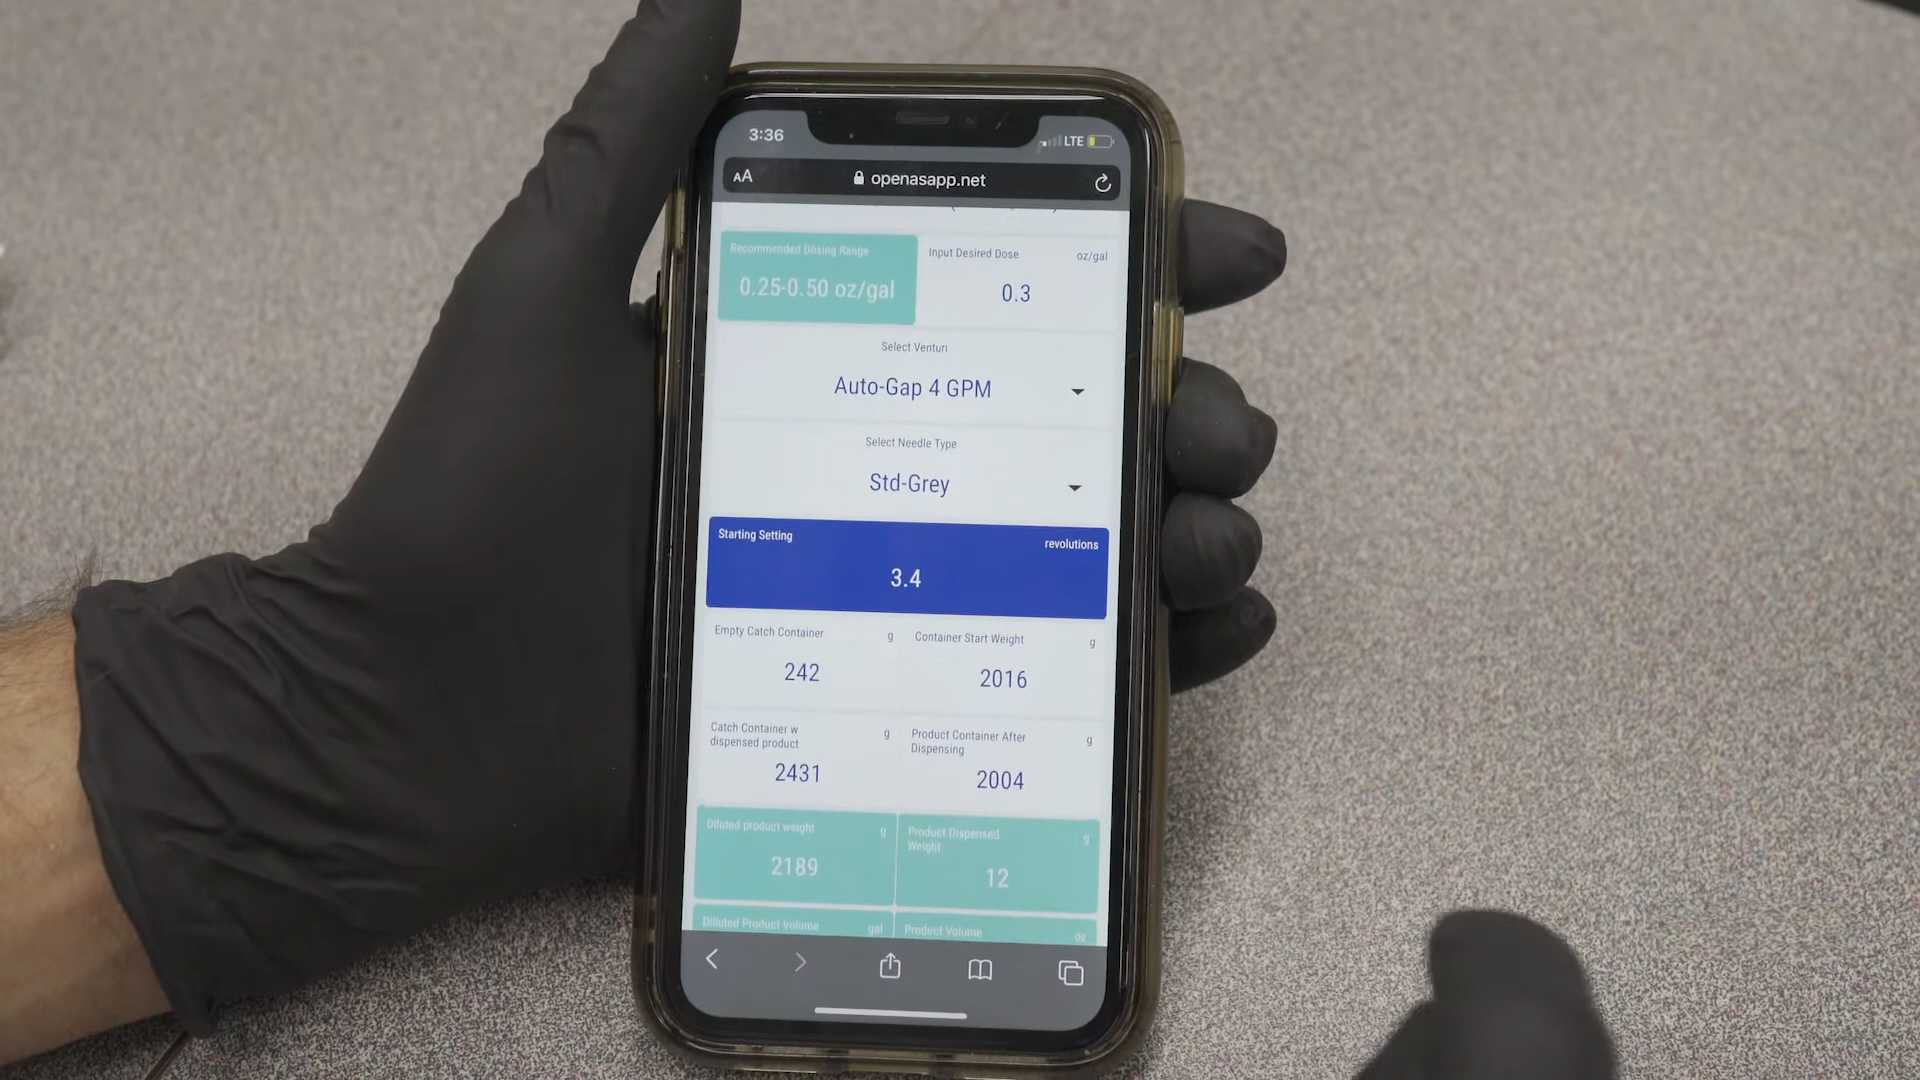 3:36
LTE
AA
openasapp.net
Recommended Dosing Range
0.25-0.50 oz/gal
Input Desired Dose oz/gal
0.3
Select Venturi
Auto-Gap 4 GPM
Select Needle Type
Std-Grey
Starting Setting revolutions
3.4
Empty Catch Container g
242
Container Start Weight g
2016
Catch Container w
dispensed product g
2431
Product Container After
Dispensing g
2004
Diluted product weight g
2189
Product Dispensed
Weight g
12
Dilluted Product Volume gal
Product Volume oz